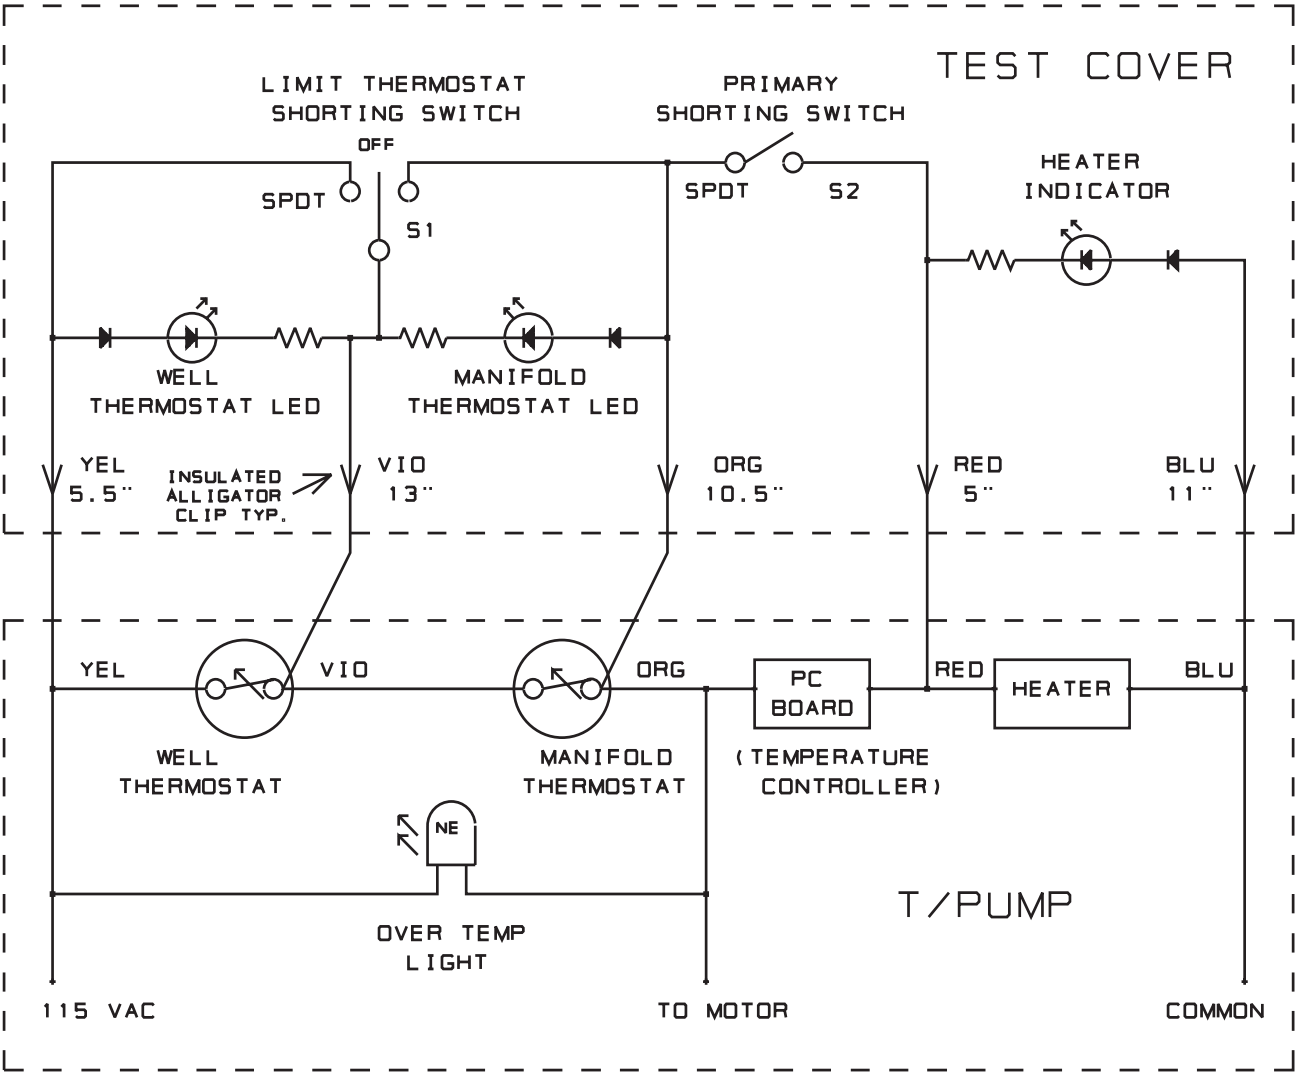 TEST COVER
LIMIT THERMOSTAT
SHORTING SWITCH
OFF
SPDT
S1
PRIMARY
SHORTING SWITCH
SPDT
S2
HEATER
INDICATOR
WELL
THERMOSTAT LED
MANIFOLD
THERMOSTAT LED
YEL
5.5"
INSULATED
ALLIGATOR
CLIP TYP.
VIO
13"
ORG
10.5"
RED
5"
BLU
11"
YEL
VIO
ORG
PC
BOARD
RED
HEATER
BLU
WELL
THERMOSTAT
MANIFOLD
THERMOSTAT
(TEMPERATURE
CONTROLLER)
NE
OVER TEMP
LIGHT
T/PUMP
115 VAC
TO MOTOR
COMMON